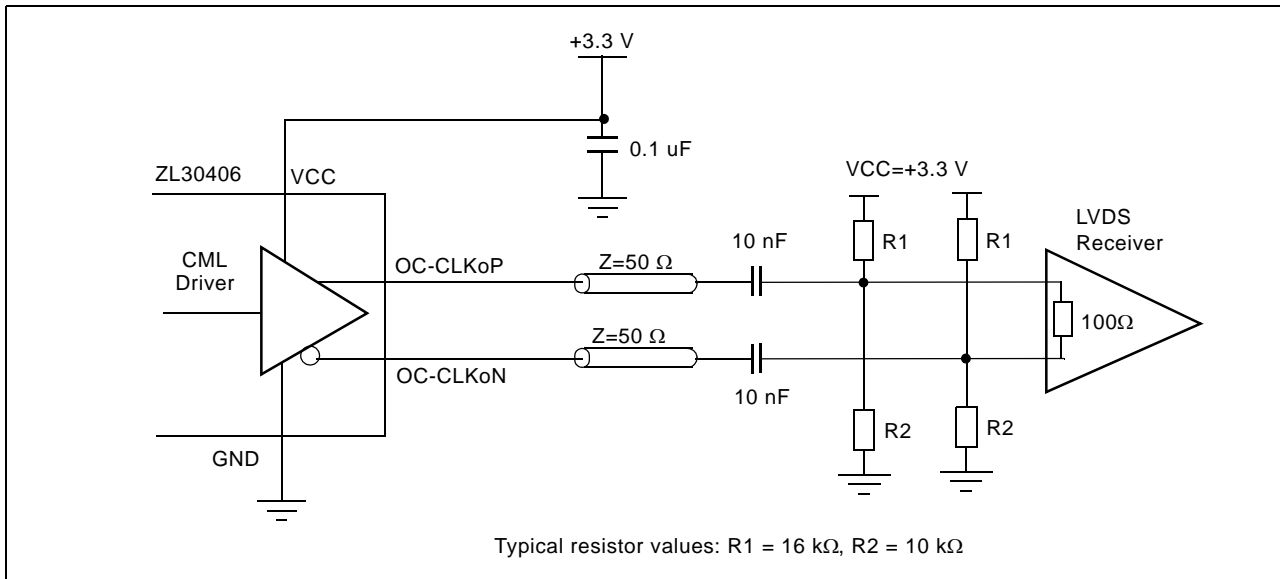 +3.3 V
0.1 uF
ZL30406
VCC
VCC=+3.3 V
LVDS
Receiver
CML
Driver
OC-CLKoP
Z=50 Ω
10 nF
R1
R1
100Ω
Z=50 Ω
OC-CLKoN
10 nF
R2
R2
GND
Typical resistor values: R1 = 16 kΩ, R2 = 10 kΩ